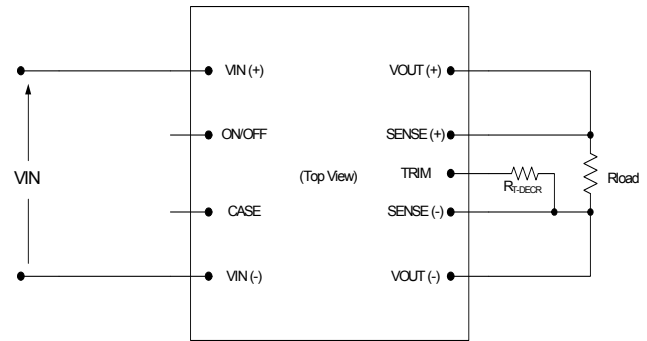 VIN (+)
VOUT (+)
ON/OFF
SENSE (+)
VIN
(Top View)
TRIM
R_T-DECR
Rload
CASE
SENSE (-)
VIN (-)
VOUT (-)